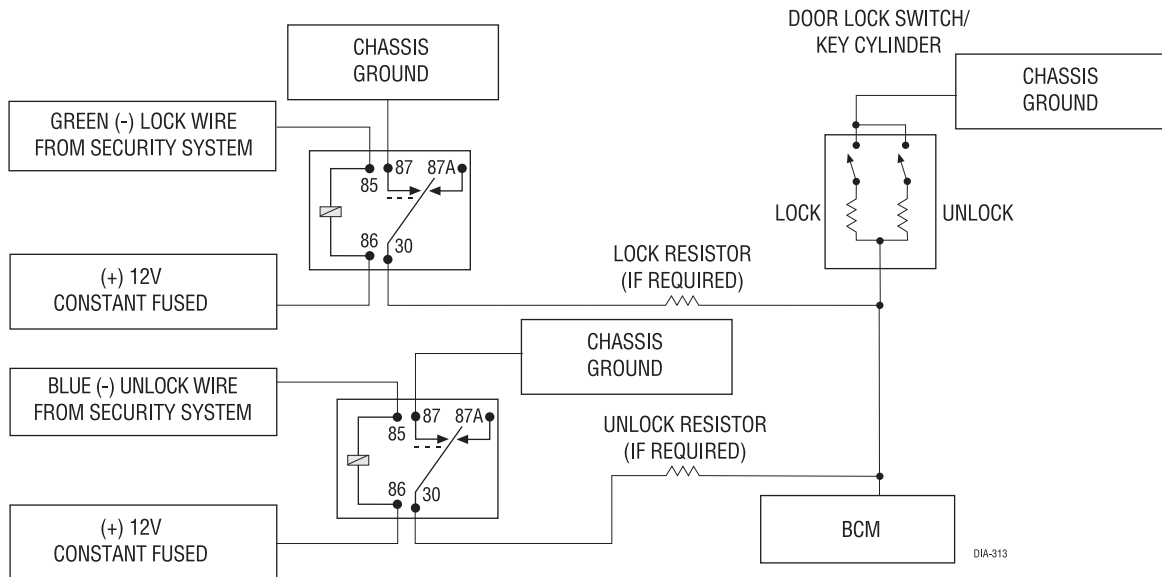 DOOR LOCK SWITCH/
KEY CYLINDER
CHASSIS
GROUND
CHASSIS
GROUND
GREEN (-) LOCK WIRE
FROM SECURITY SYSTEM
85
87
87A
86
30
LOCK
UNLOCK
(+) 12V
CONSTANT FUSED
LOCK RESISTOR
(IF REQUIRED)
CHASSIS
GROUND
BLUE (-) UNLOCK WIRE
FROM SECURITY SYSTEM
85
87
87A
86
30
UNLOCK RESISTOR
(IF REQUIRED)
(+) 12V
CONSTANT FUSED
BCM
DIA-313